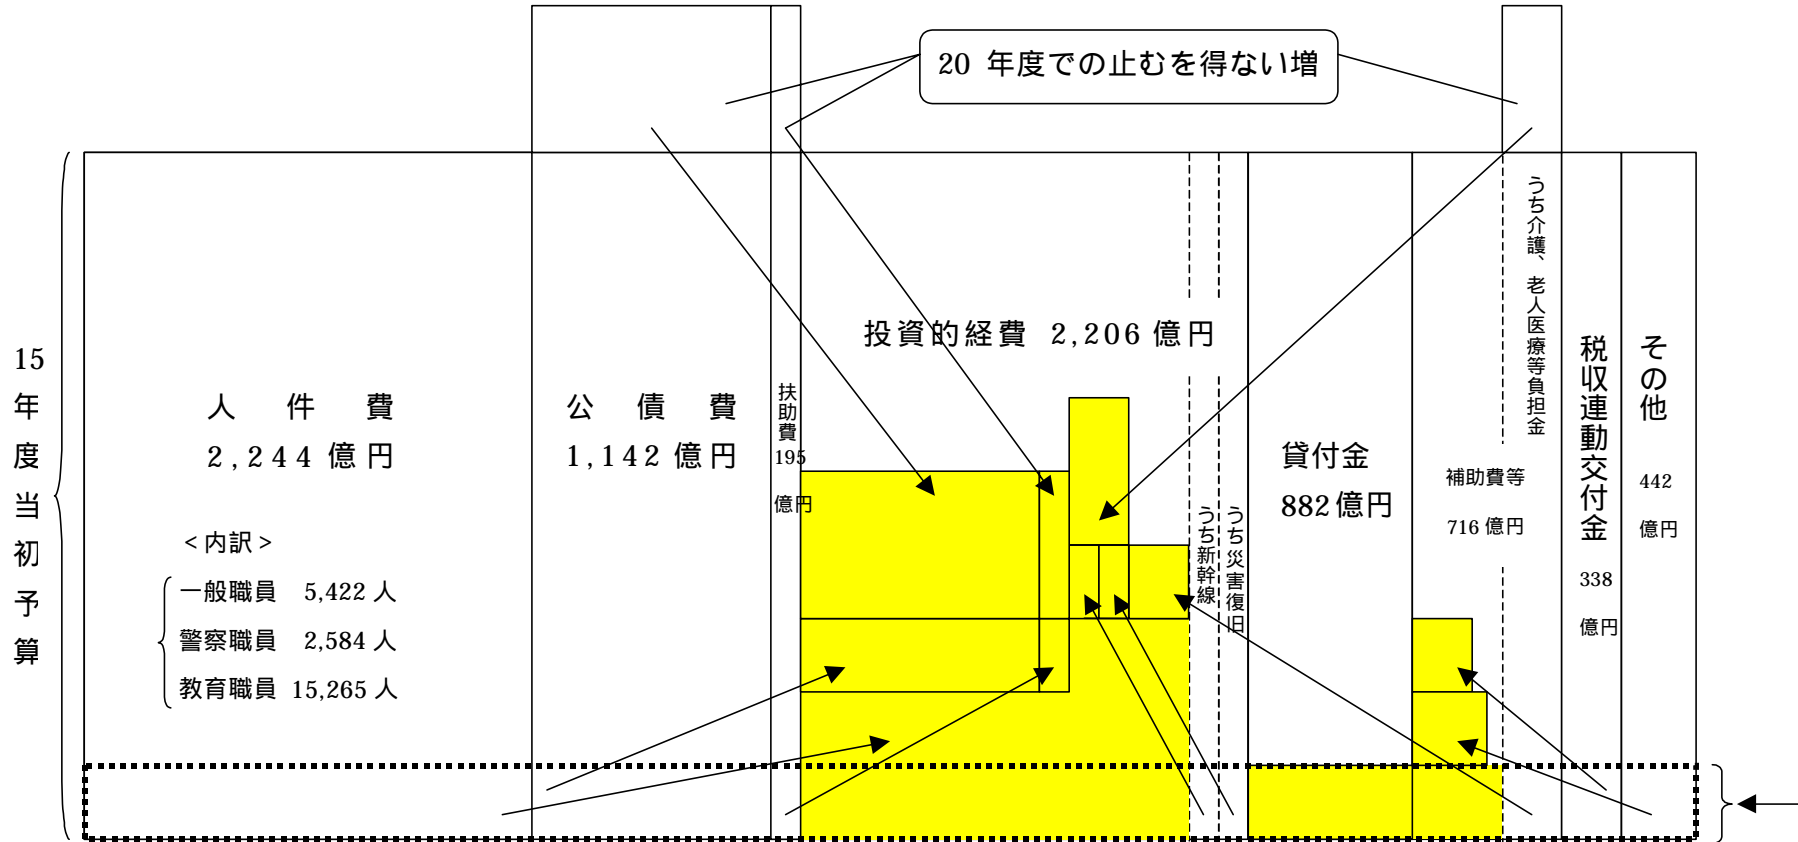 20 年度での止むを得ない増
15年度当初予算
人件費
2,244 億円
<内訳>
一般職員 5,422 人
警察職員 2,584 人
教育職員 15,265 人
公債費
1,142 億円
扶助費
195
億円
投資的経費 2,206 億円
うち新幹線
うち災害復旧
貸付金
882 億円
補助費等
716 億円
うち介護、老人医療等負担金
税収連動交付金
338
億円
その他
442
億円